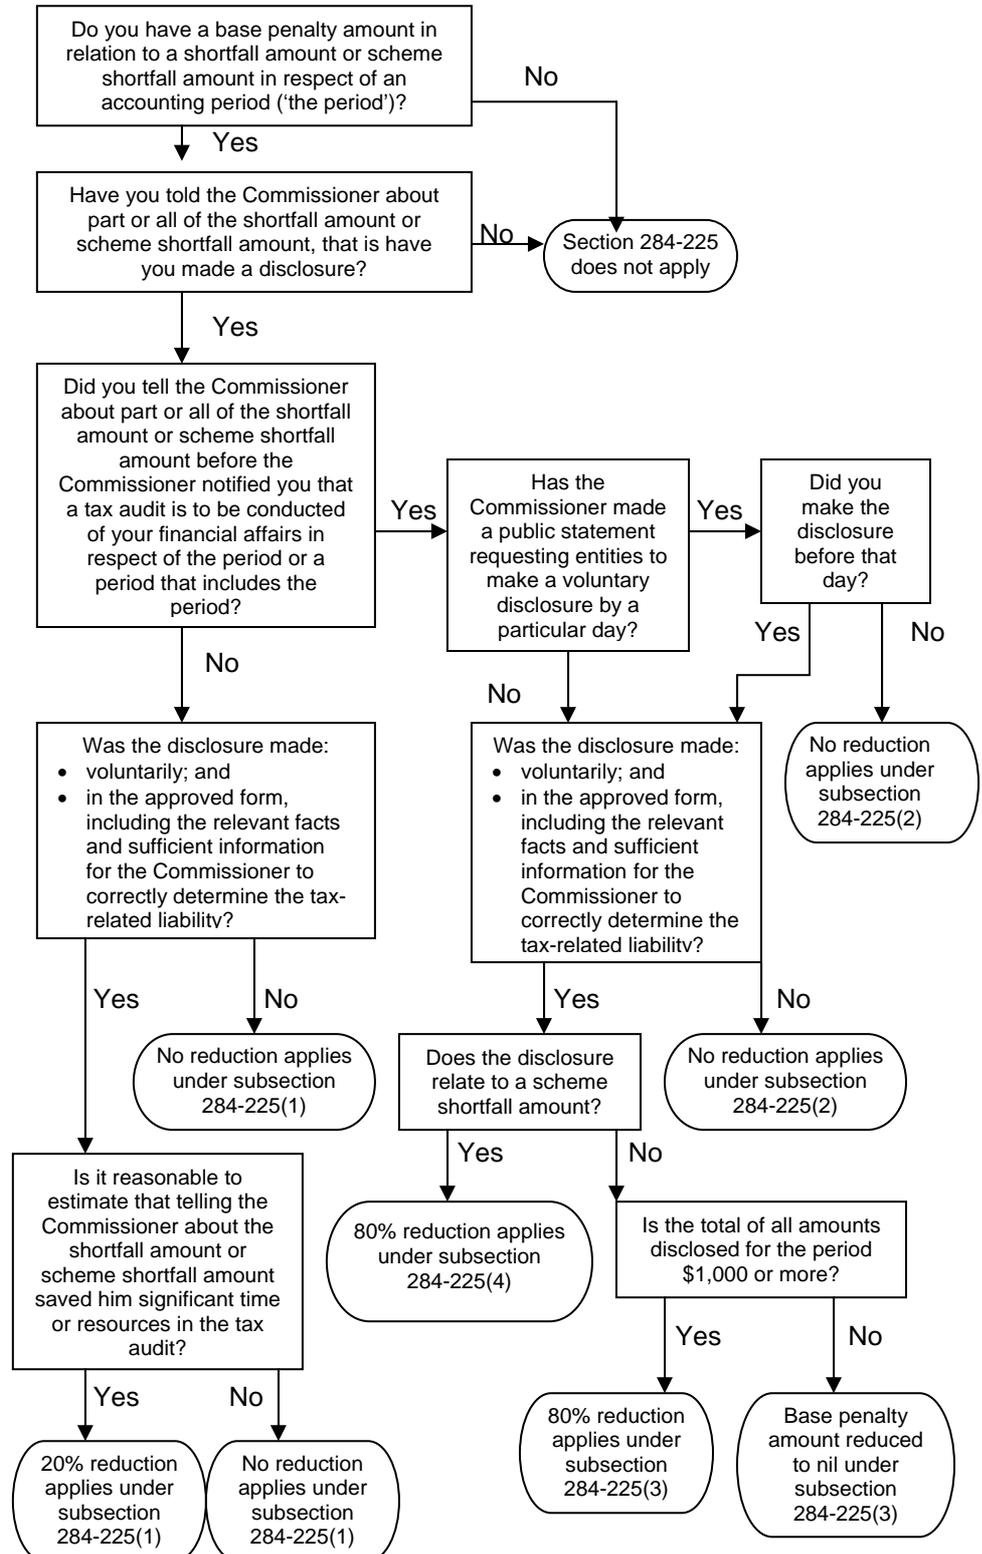 Do you have a base penalty amount in
relation to a shortfall amount or scheme
shortfall amount in respect of an
accounting period (‘the period’)?
No
Yes
Have you told the Commissioner about
part or all of the shortfall amount or
scheme shortfall amount, that is have
you made a disclosure?
No
Section 284-225
does not apply
Yes
Did you tell the Commissioner
about part or all of the shortfall
amount or scheme shortfall
amount before the
Commissioner notified you that
a tax audit is to be conducted
of your financial affairs in
respect of the period or a
period that includes the
period?
Yes
Has the
Commissioner made
a public statement
requesting entities to
make a voluntary
disclosure by a
particular day?
Yes
Did you
make the
disclosure
before that
day?
No
No
Yes
No
Was the disclosure made:
• voluntarily; and
• in the approved form,
including the relevant facts
and sufficient information
for the Commissioner to
correctly determine the tax-
related liability?
Was the disclosure made:
• voluntarily; and
• in the approved form,
including the relevant
facts and sufficient
information for the
Commissioner to
correctly determine the
tax-related liability?
No reduction
applies under
subsection
284-225(2)
Yes
No
Yes
No
No reduction applies
under subsection
284-225(1)
Does the disclosure
relate to a scheme
shortfall amount?
No reduction applies
under subsection
284-225(2)
Yes
No
Is it reasonable to
estimate that telling the
Commissioner about the
shortfall amount or
scheme shortfall amount
saved him significant time
or resources in the tax
audit?
80% reduction applies
under subsection
284-225(4)
Is the total of all amounts
disclosed for the period
$1,000 or more?
Yes
No
Yes
No
20% reduction
applies under
subsection
284-225(1)
No reduction
applies under
subsection
284-225(1)
80% reduction
applies under
subsection
284-225(3)
Base penalty
amount reduced
to nil under
subsection
284-225(3)